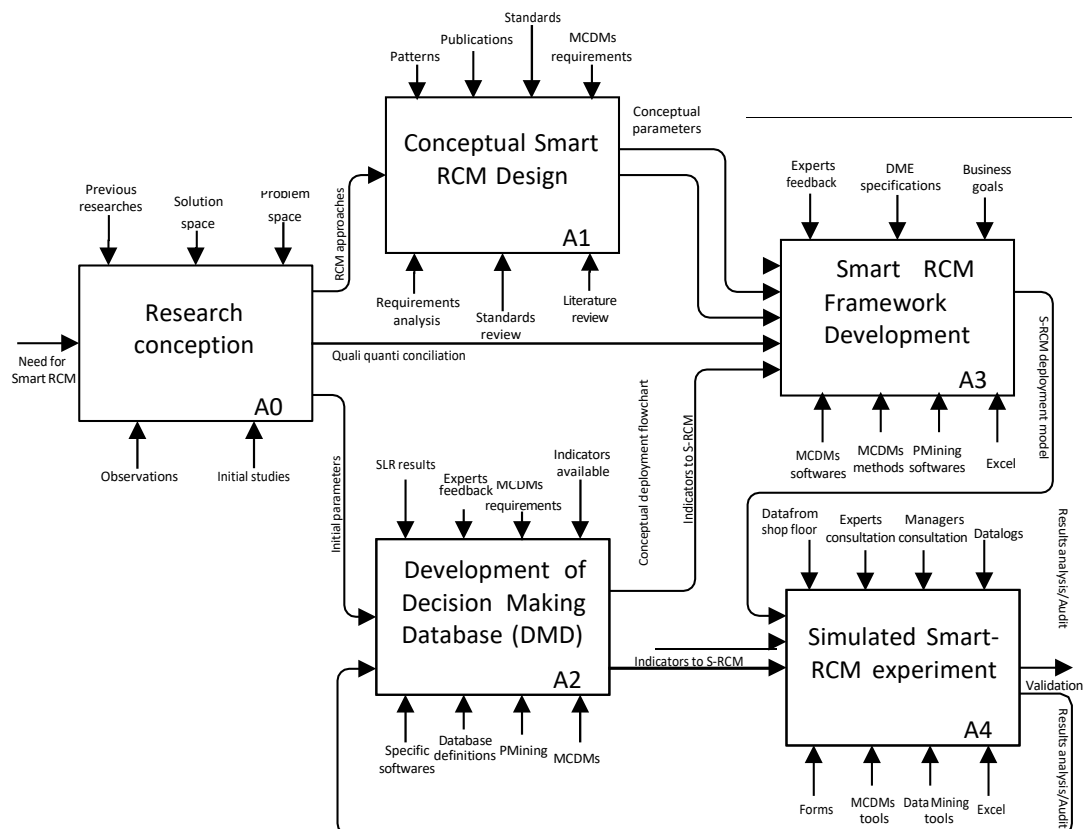 Standards
Publications
MCDMs
requirements
Patterns
Conceptual Smart
RCM Design
A1
Conceptual
parameters
Requirements
analysis
Standards
review
Literature
review
Previous
researches
Solution
space
Problem
space
RCM approaches
Research
conception
A0
Need for
Smart RCM
Observations
Initial studies
Quali quanti conciliation
Initial parameters
Experts
feedback
DME
specifications
Business
goals
Smart RCM
Framework
Development
A3
MCDMs
softwares
MCDMs
methods
PMining
softwares
Excel
S-RCM deployment model
Conceptual deployment flowchart
Indicators to S-RCM
SLR results
Experts
feedback
MCDMs
requirements
Indicators
available
Development of
Decision Making
Database (DMD)
A2
Specific
softwares
Database
definitions
PMining
MCDMs
Indicators to S-RCM
Datafrom
shop floor
Experts
consultation
Managers
consultation
Datalogs
Simulated Smart-
RCM experiment
A4
Forms
MCDMs
tools
Data Mining
tools
Excel
Results analysis/Audit
Validation
Results analysis/Audit